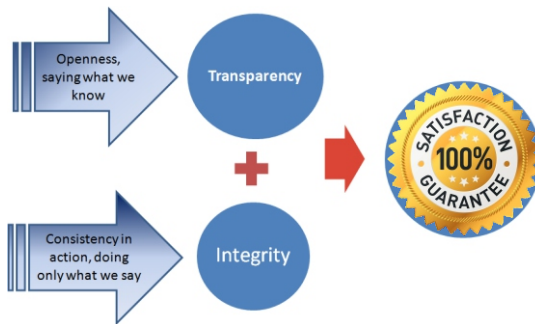 Openness,
saying what we
know
Transparency
Consistency in
action, doing
only what we say
Integrity
SATISFACTION
100%
GUARANTEE